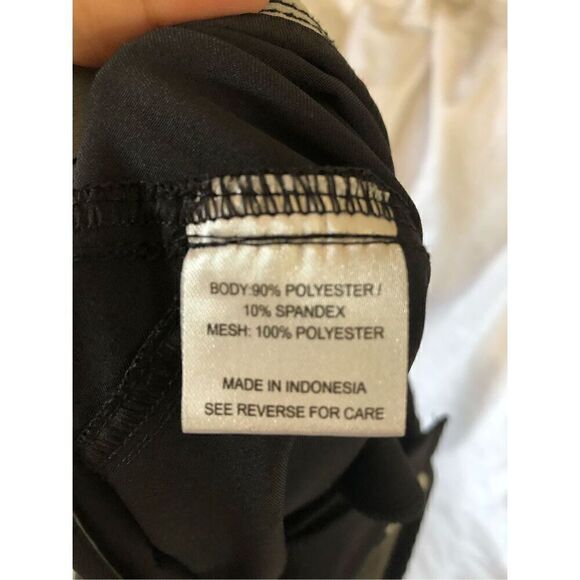 BODY:90% POLYESTER /
10% SPANDEX
MESH: 100% POLYESTER
MADE IN INDONESIA
SEE REVERSE FOR CARE